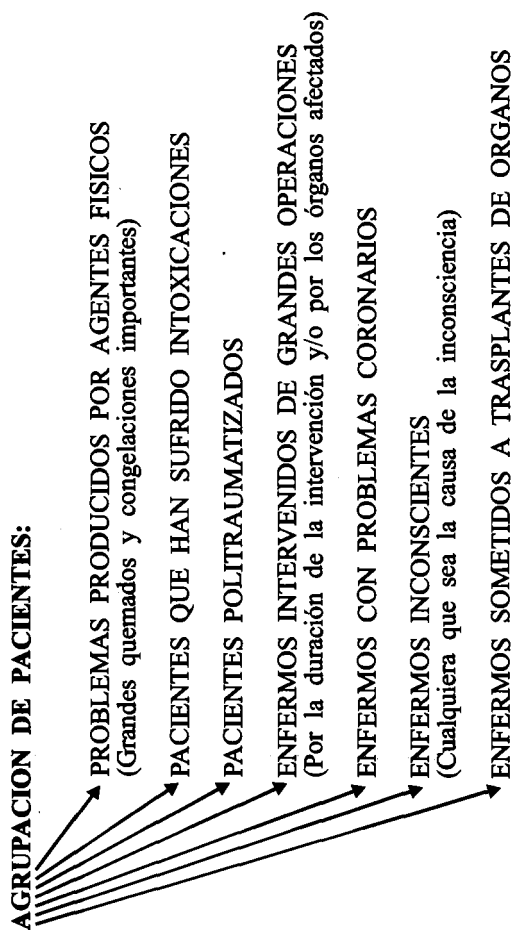 AGRUPACION DE PACIENTES:
PROBLEMAS PRODUCIDOS POR AGENTES FISICOS
(Grandes quemados y congelaciones importantes)
PACIENTES QUE HAN SUFRIDO INTOXICACIONES
PACIENTES POLITRAUMATIZADOS
ENFERMOS INTERVENIDOS DE GRANDES OPERACIONES
(Por la duración de la intervención y/o por los órganos afectados)
ENFERMOS CON PROBLEMAS CORONARIOS
ENFERMOS INCONSCIENTES
(Cualquiera que sea la causa de la inconsciencia)
ENFERMOS SOMETIDOS A TRASPLANTES DE ORGANOS